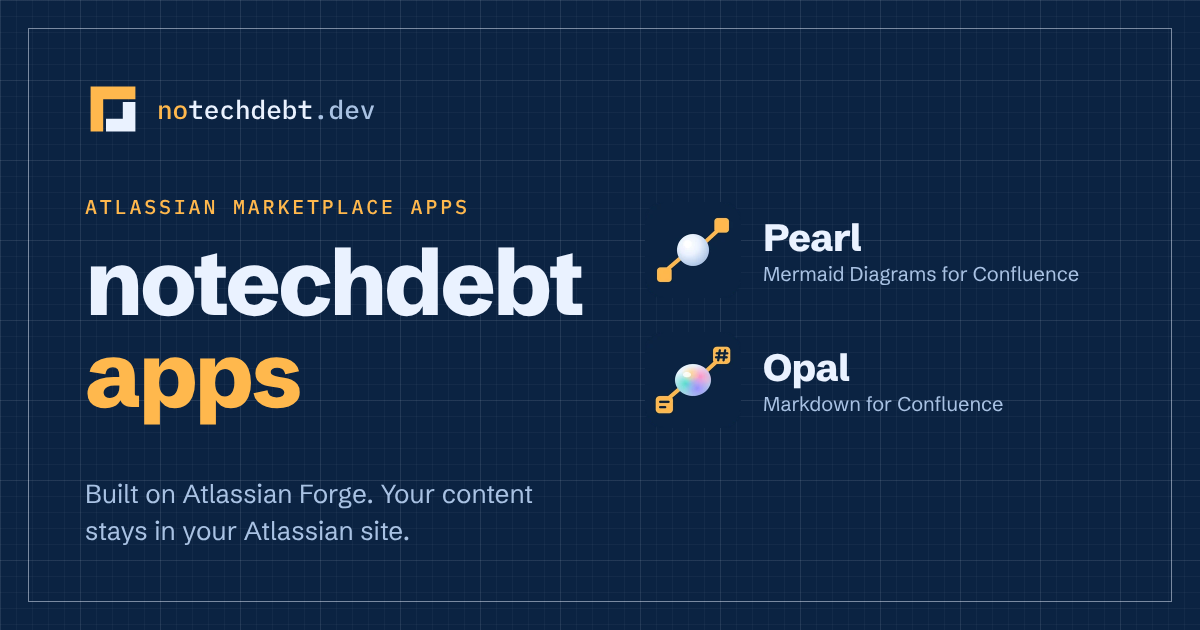 notechdebt.dev
ATLASSIAN MARKETPLACE APPS
notechdebt
apps
Built on Atlassian Forge. Your content
stays in your Atlassian site.
Pearl
Mermaid Diagrams for Confluence
#
Opal
Markdown for Confluence